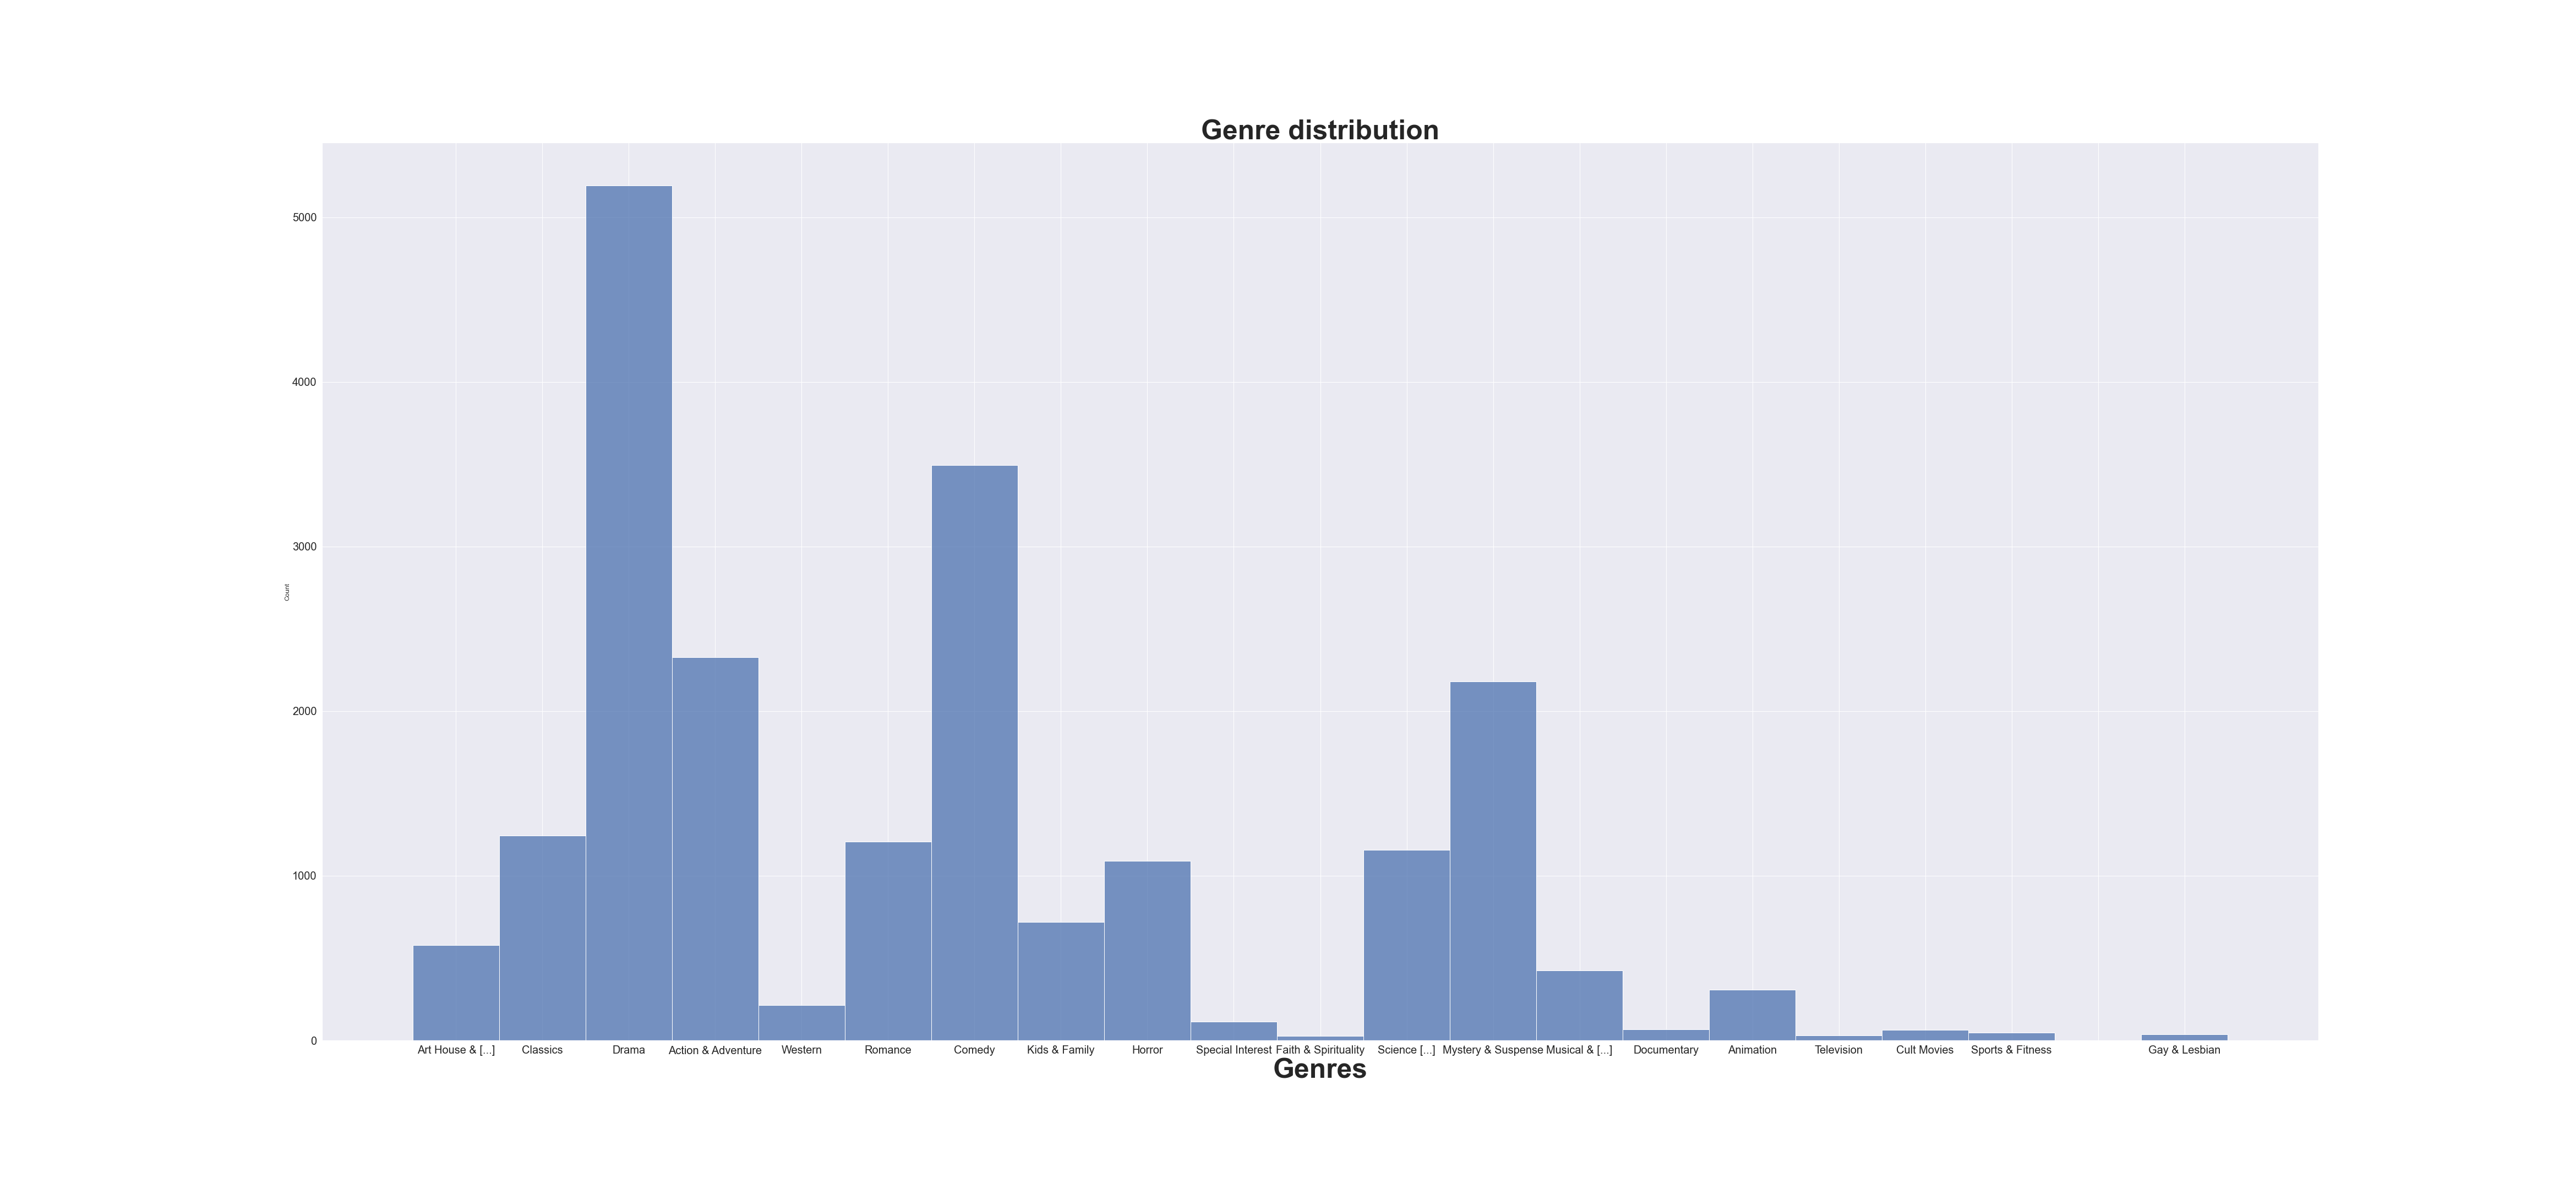 Genre distribution
5000
4000
3000
2000
1000
0
Count
Art House & [...] Classics Drama Action & Adventure Western Romance Comedy Kids & Family Horror Special Interest Faith & Spirituality Science [...] Mystery & Suspense Musical & [...] Documentary Animation Television Cult Movies Sports & Fitness Gay & Lesbian
Genres